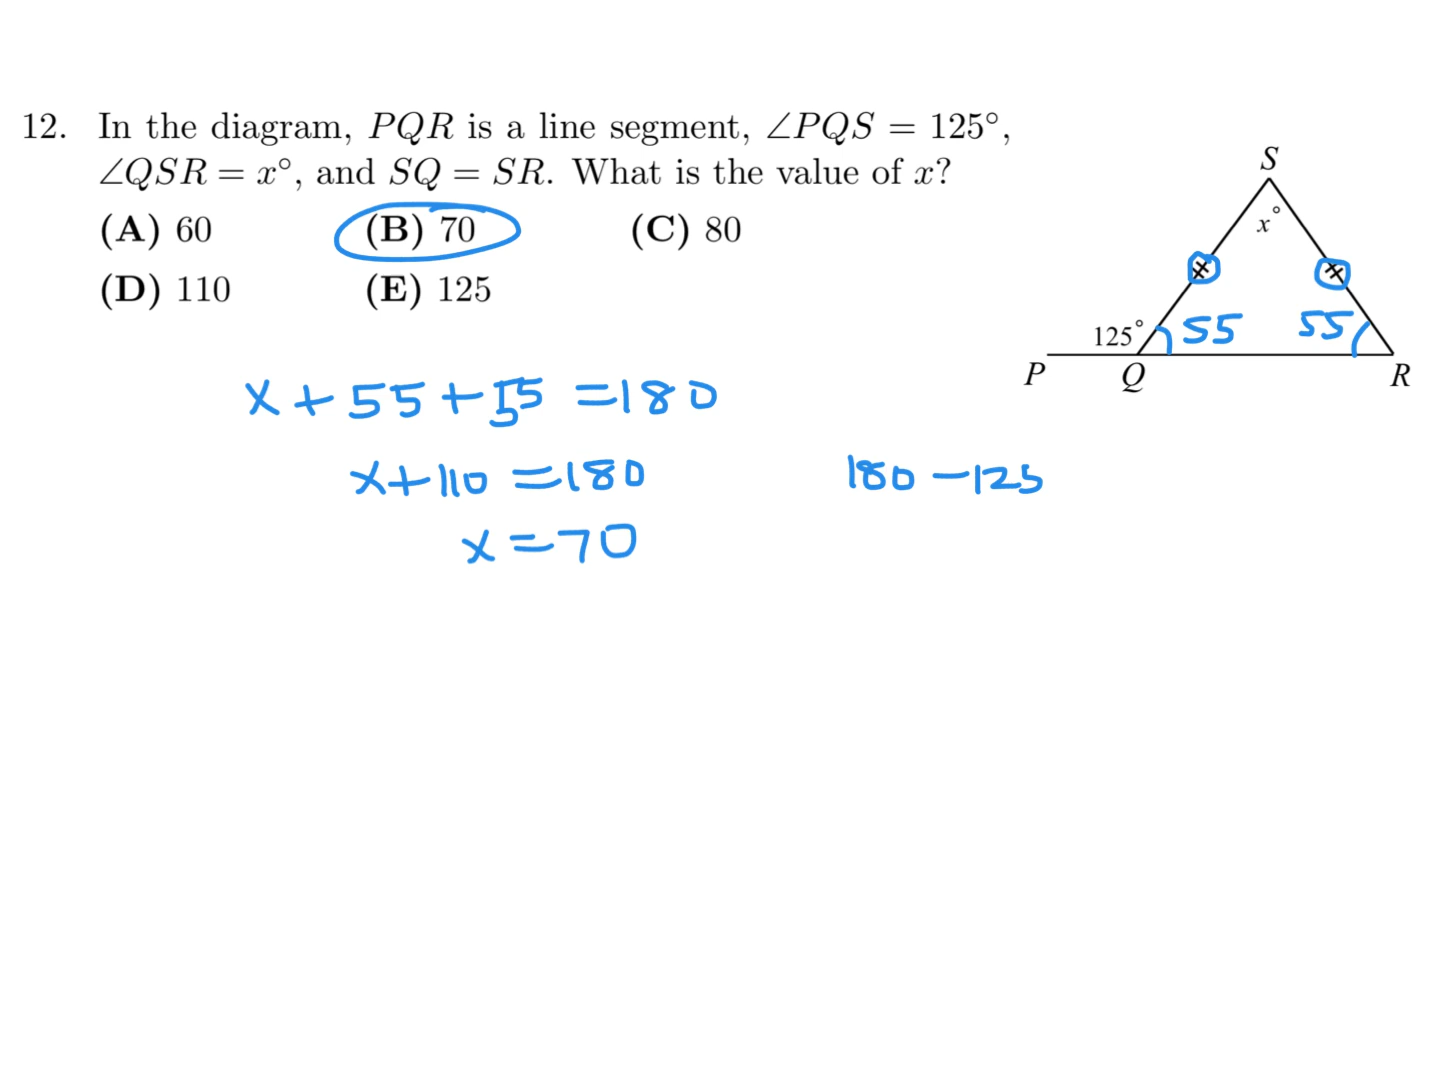 12. In the diagram, PQR is a line segment, ∠PQS = 125°,
∠QSR = x°, and SQ = SR. What is the value of x?
(A) 60 (B) 70 (C) 80
(D) 110 (E) 125
S
x°
125° 55 55
P Q R
x + 55 + 55 = 180
x + 110 = 180
180 - 125
x = 70